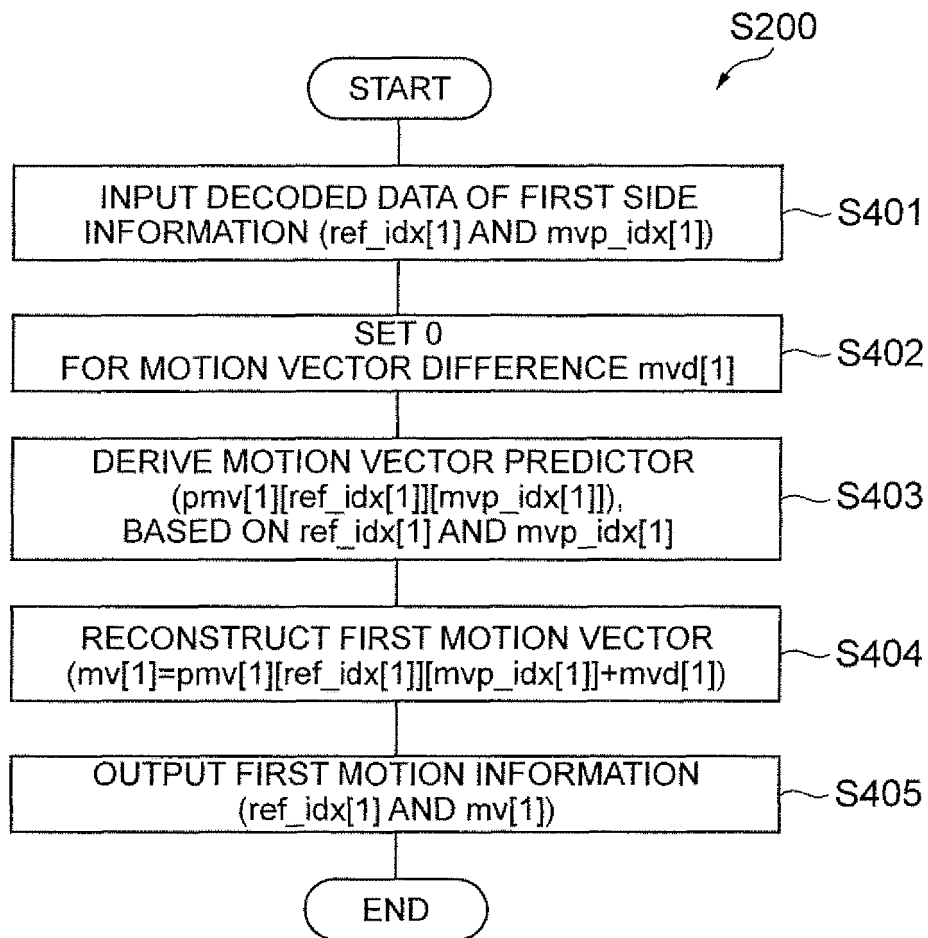 S200
START
INPUT DECODED DATA OF FIRST SIDE
INFORMATION (ref_idx[1] AND mvp_idx[1])
S401
SET 0
FOR MOTION VECTOR DIFFERENCE mvd[1]
S402
DERIVE MOTION VECTOR PREDICTOR
(pmv[1][ref_idx[1]][mvp_idx[1]]),
BASED ON ref_idx[1] AND mvp_idx[1]
S403
RECONSTRUCT FIRST MOTION VECTOR
(mv[1]=pmv[1][ref_idx[1]][mvp_idx[1]]+mvd[1])
S404
OUTPUT FIRST MOTION INFORMATION
(ref_idx[1] AND mv[1])
S405
END